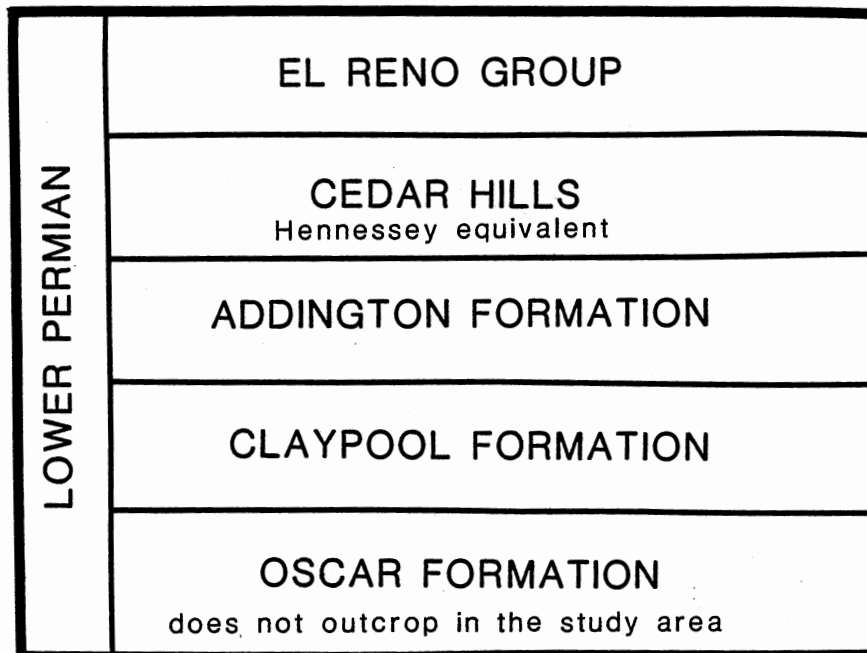 LOWER PERMIAN
EL RENO GROUP
CEDAR HILLS
Hennessey equivalent
ADDINGTON FORMATION
CLAYPOOL FORMATION
OSCAR FORMATION
does not outcrop in the study area